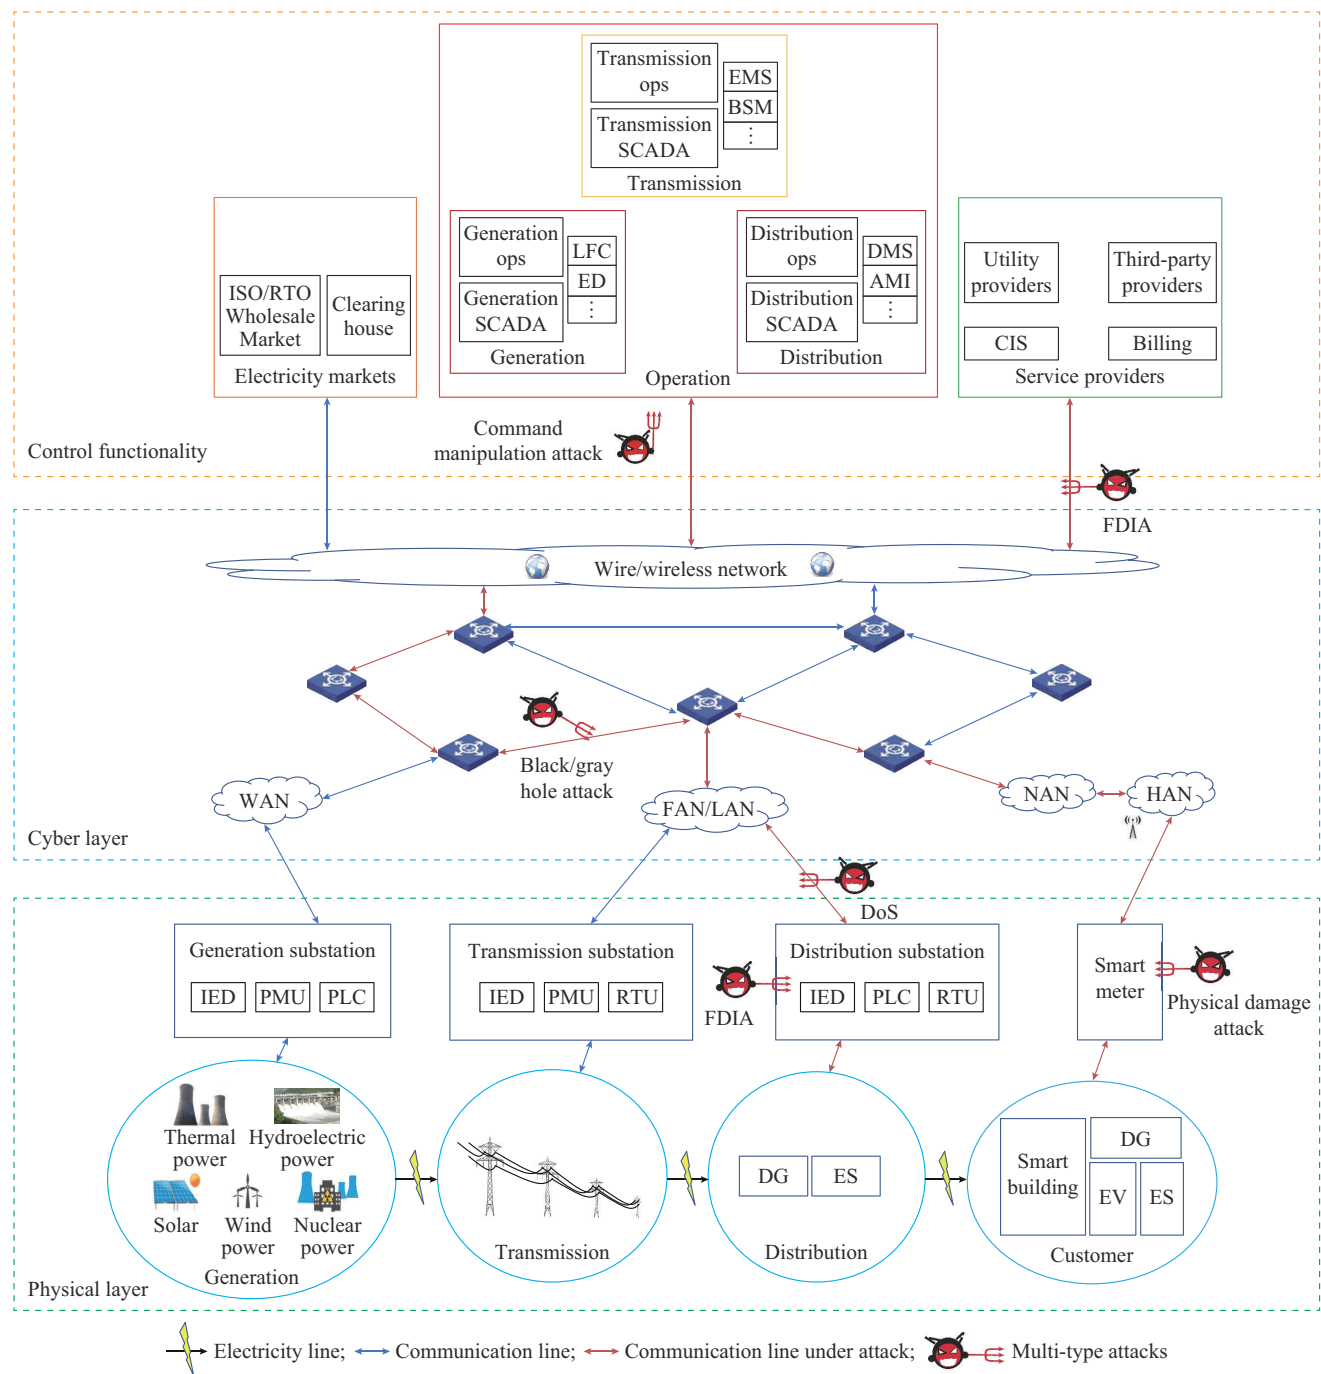 Transmission
ops
EMS
BSM
⋮
Transmission
SCADA
Transmission
Generation
ops
LFC
ED
⋮
Generation
SCADA
Generation
Distribution
ops
DMS
AMI
⋮
Distribution
SCADA
Distribution
Operation
ISO/RTO
Wholesale
Market
Clearing
house
Electricity markets
Utility
providers
Third-party
providers
CIS
Billing
Service providers
Command
manipulation attack
Control functionality
FDIA
Wire/wireless network
Black/gray
hole attack
WAN
FAN/LAN
NAN
HAN
Cyber layer
DoS
Generation substation
IED
PMU
PLC
Transmission substation
IED
PMU
RTU
FDIA
Distribution substation
IED
PLC
RTU
Smart
meter
Physical damage
attack
Thermal
power
Hydroelectric
power
Solar
Wind
power
Nuclear
power
Generation
Transmission
DG
ES
Distribution
Smart
building
DG
EV
ES
Customer
Physical layer
Electricity line;
Communication line;
Communication line under attack;
Multi-type attacks